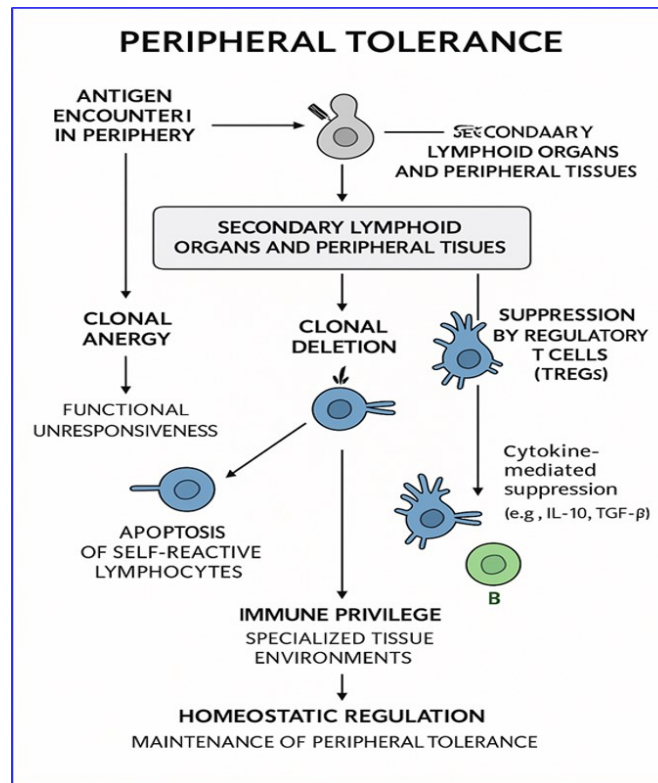 PERIPHERAL TOLERANCE
ANTIGEN
ENCOUNTERI
IN PERIPHERY
SECONDAARY
LYMPHOID ORGANS
AND PERIPHERAL TISSUES
SECONDARY LYMPHOID
ORGANS AND PERIPHERAL TISUES
CLONAL
ANERGY
FUNCTIONAL
UNRESPONSIVENESS
CLONAL
DELETION
SUPPRESSION
BY REGULATORY
T CELLS
(TREGs)
APOPTOSIS
OF SELF-REACTIVE
LYMPHOCYTES
Cytokine-
mediated
suppression
(e.g , IL-10, TGF-β)
B
IMMUNE PRIVILEGE
SPECIALIZED TISSUE
ENVIRONMENTS
HOMEOSTATIC REGULATION
MAINTENANCE OF PERIPHERAL TOLERANCE